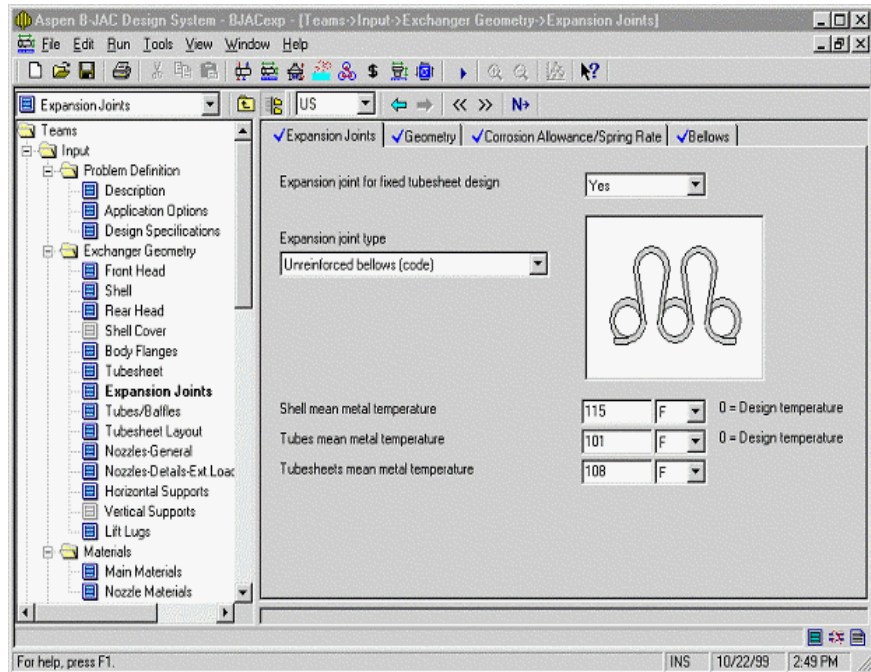 Aspen B-JAC Design System - BJACexp - [Teams->Input->Exchanger Geometry->Expansion Joints]
File Edit Run Tools View Window Help
Expansion Joints
US
N
Teams
Input
Problem Definition
Description
Application Options
Design Specifications
Exchanger Geometry
Front Head
Shell
Rear Head
Shell Cover
Body Flanges
Tubesheet
Expansion Joints
Tubes/Baffles
Tubesheet Layout
Nozzles-General
Nozzles-Details-Ext.Loac
Horizontal Supports
Vertical Supports
Lift Lugs
Materials
Main Materials
Nozzle Materials
Expansion Joints Geometry Corrosion Allowance/Spring Rate Bellows
Expansion joint for fixed tubesheet design Yes
Expansion joint type
Unreinforced bellows (code)
Shell mean metal temperature 115 F 0 = Design temperature
Tubes mean metal temperature 101 F 0 = Design temperature
Tubesheets mean metal temperature 108 F
For help, press F1. INS 10/22/99 2:49 PM